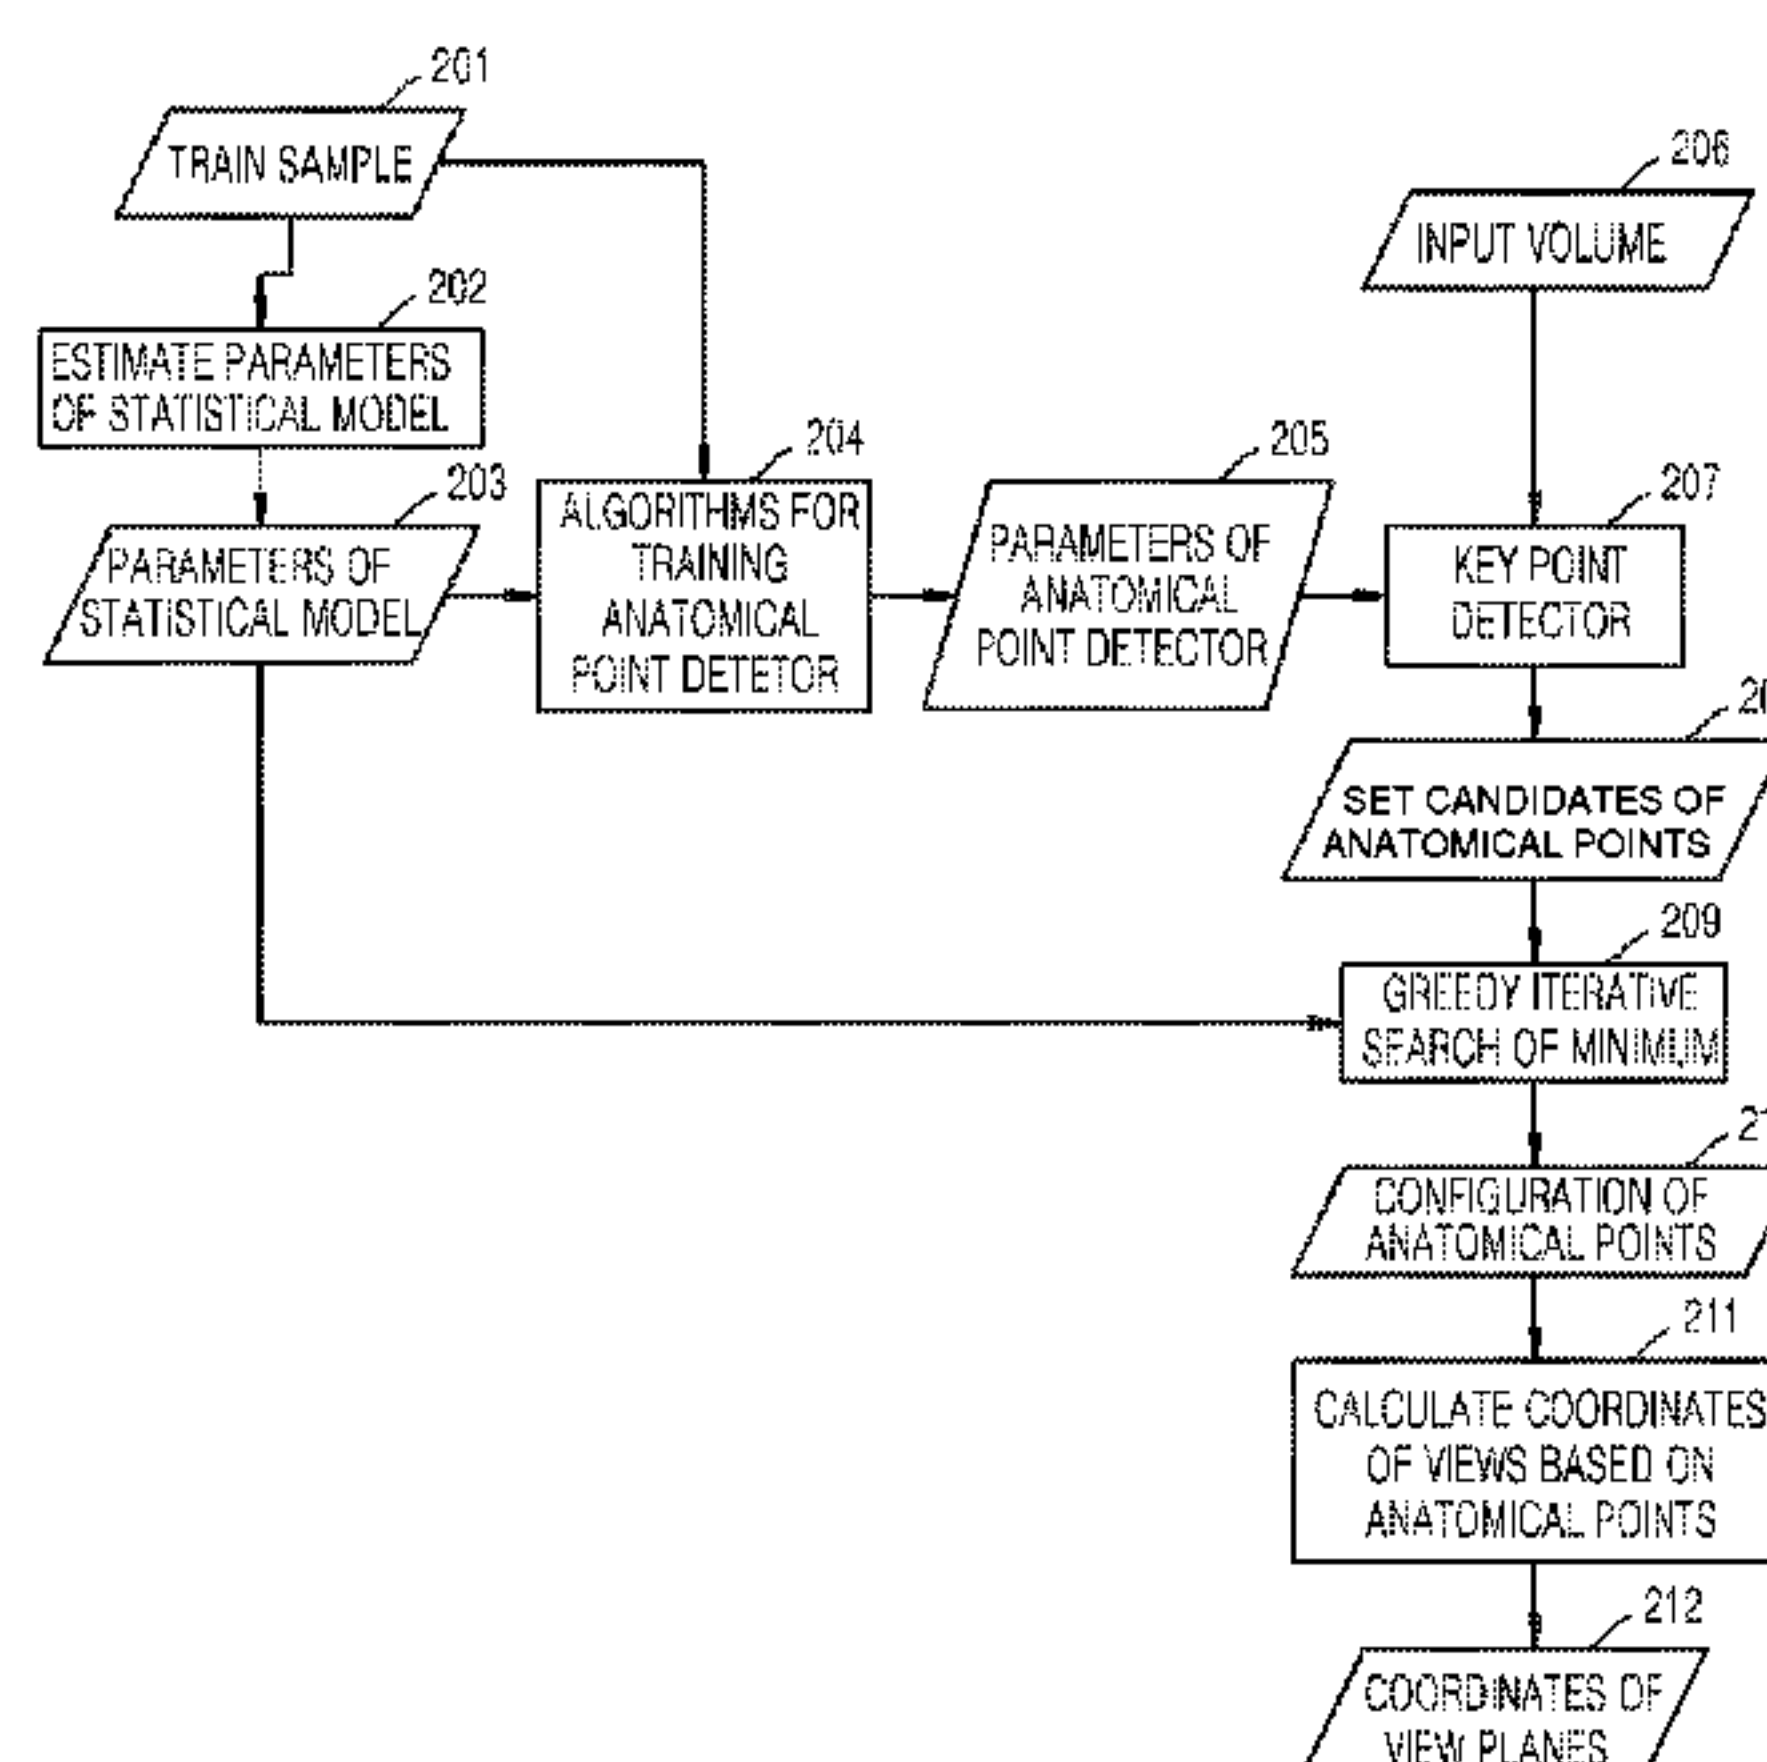 201
TRAIN SAMPLE
202
ESTIMATE PARAMETERS
OF STATISTICAL MODEL
203
PARAMETERS OF
STATISTICAL MODEL
204
ALGORITHMS FOR
TRAINING
ANATOMICAL
POINT DETETOR
205
PARAMETERS OF
ANATOMICAL
POINT DETECTOR
206
INPUT VOLUME
207
KEY POINT
DETECTOR
SET CANDIDATES OF
ANATOMICAL POINTS
209
GREEDY ITERATIVE
SEARCH OF MINIMUM
CONFIGURATION OF
ANATOMICAL POINTS
211
CALCULATE COORDINATES
OF VIEWS BASED ON
ANATOMICAL POINTS
212
COORDINATES OF
VIEW PLANES